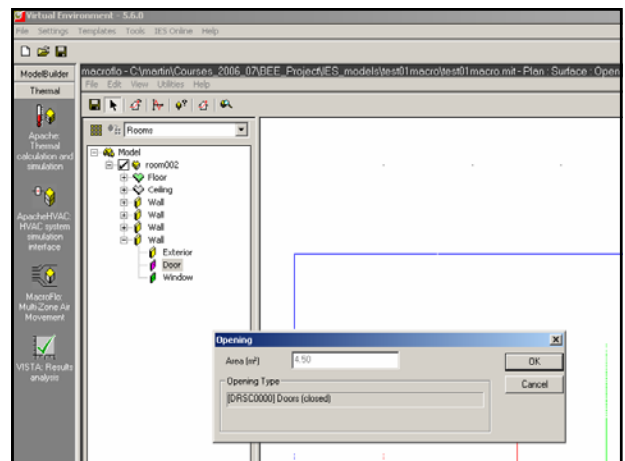 Virtual Environment - 5.6.0
File Settings Templates Tools IES Online Help
ModelBuilder
Thermal
Apache:
Thermal
calculation and
simulation
ApacheHVAC:
HVAC system
simulation
interface
MacroFlo:
Multi-Zone Air
Movement
VISTA: Results
analysis
macroflo - C:\martin\Courses_2006_07\BEE_Project\IES_models\test01macro\test01macro.mit - Plan : Surface : Open
File Edit View Utilities Help
Rooms
Model
room002
Floor
Ceiling
Wall
Wall
Wall
Wall
Exterior
Door
Window
Opening
Area (m²) 4.50
OK
Opening Type
Cancel
[DRSC0000] Doors (closed)